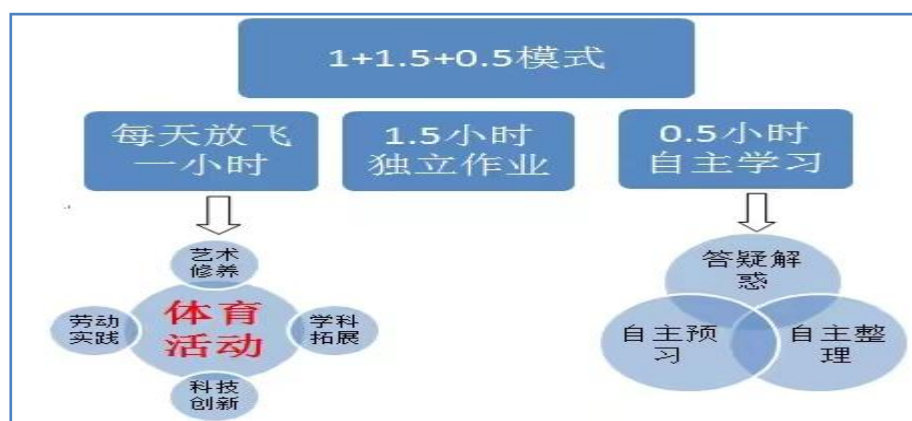 1+1.5+0.5模式
每天放飞
一小时
1.5小时
独立作业
0.5小时
自主学习
艺术
修养
劳动
实践
体育
活动
学科
拓展
科技
创新
答疑解
惑
自主预
习
自主整
理